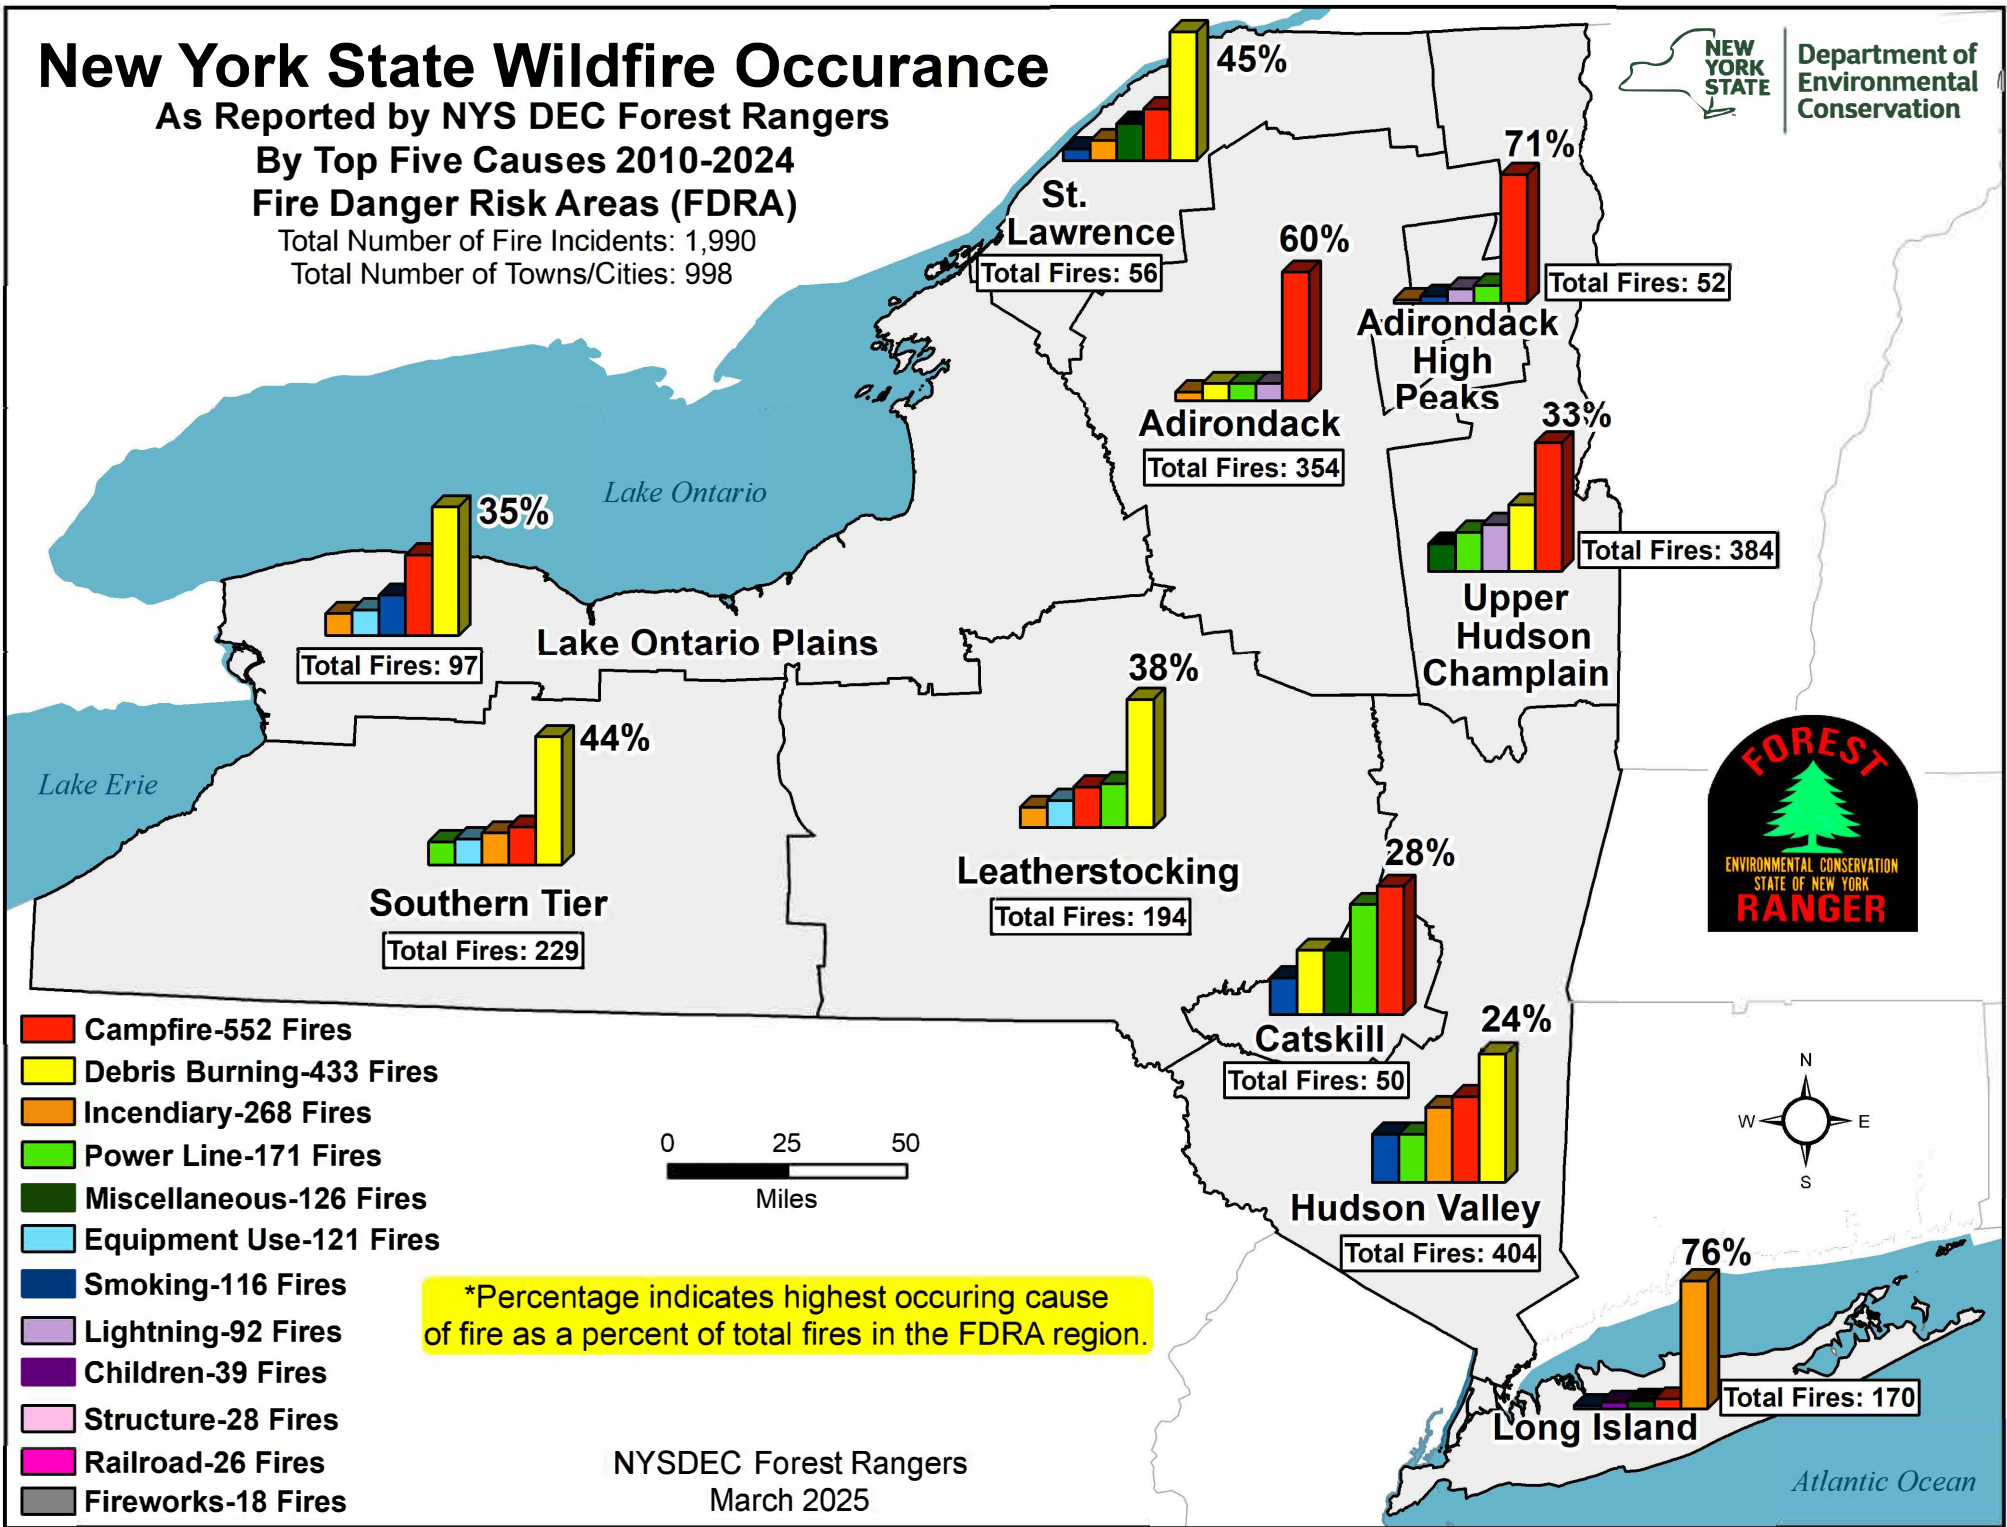 New York State Wildfire Occurance
As Reported by NYS DEC Forest Rangers
By Top Five Causes 2010-2024
Fire Danger Risk Areas (FDRA)
Total Number of Fire Incidents: 1,990
Total Number of Towns/Cities: 998
NEW
YORK
STATE
Department of
Environmental
Conservation
45%
St.
Lawrence
Total Fires: 56
71%
Total Fires: 52
Adirondack
High
Peaks
60%
Adirondack
Total Fires: 354
33%
Total Fires: 384
Upper
Hudson
Champlain
Lake Ontario
35%
Total Fires: 97
Lake Ontario Plains
Lake Erie
44%
Southern Tier
Total Fires: 229
38%
Leatherstocking
Total Fires: 194
28%
Catskill
Total Fires: 50
24%
Hudson Valley
Total Fires: 404
76%
Total Fires: 170
Long Island
Atlantic Ocean
FOREST
ENVIRONMENTAL CONSERVATION
STATE OF NEW YORK
RANGER
N
W
E
S
Campfire-552 Fires
Debris Burning-433 Fires
Incendiary-268 Fires
Power Line-171 Fires
Miscellaneous-126 Fires
Equipment Use-121 Fires
Smoking-116 Fires
Lightning-92 Fires
Children-39 Fires
Structure-28 Fires
Railroad-26 Fires
Fireworks-18 Fires
0 25 50
Miles
*Percentage indicates highest occuring cause
of fire as a percent of total fires in the FDRA region.
NYSDEC Forest Rangers
March 2025